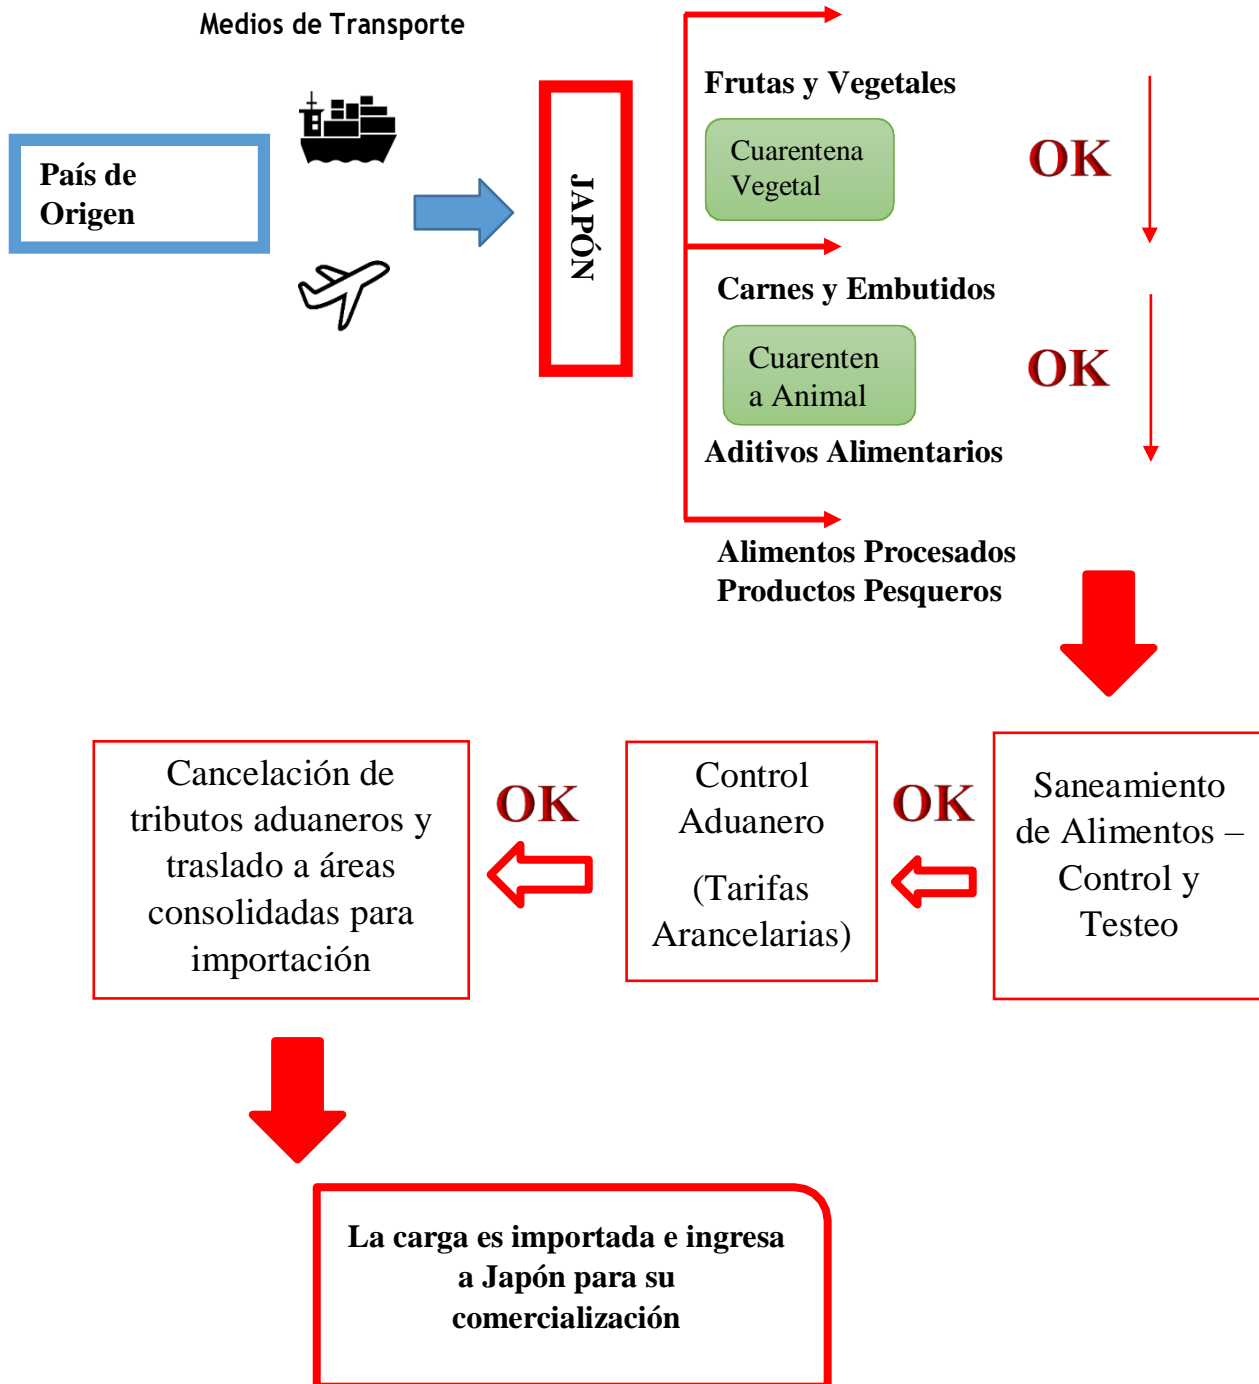 Medios de Transporte
País de
Origen
JAPÓN
Frutas y Vegetales
Cuarentena
Vegetal
OK
Carnes y Embutidos
Cuarenten
a Animal
OK
Aditivos Alimentarios
Alimentos Procesados
Productos Pesqueros
Saneamiento
de Alimentos –
Control y
Testeo
OK
Control
Aduanero
(Tarifas
Arancelarias)
OK
Cancelación de
tributos aduaneros y
traslado a áreas
consolidadas para
importación
La carga es importada e ingresa
a Japón para su
comercialización